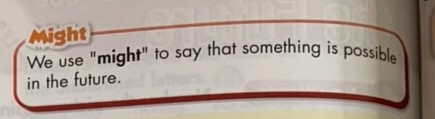 Might
We use "might" to say that something is possible
in the future.